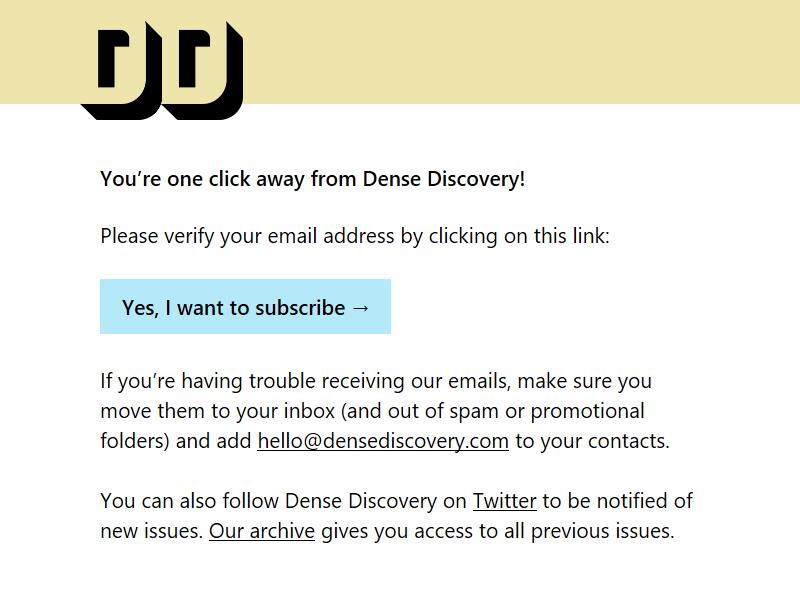 DD
You’re one click away from Dense Discovery!
Please verify your email address by clicking on this link:
Yes, I want to subscribe →
If you’re having trouble receiving our emails, make sure you
move them to your inbox (and out of spam or promotional
folders) and add hello@densediscovery.com to your contacts.
You can also follow Dense Discovery on Twitter to be notified of
new issues. Our archive gives you access to all previous issues.